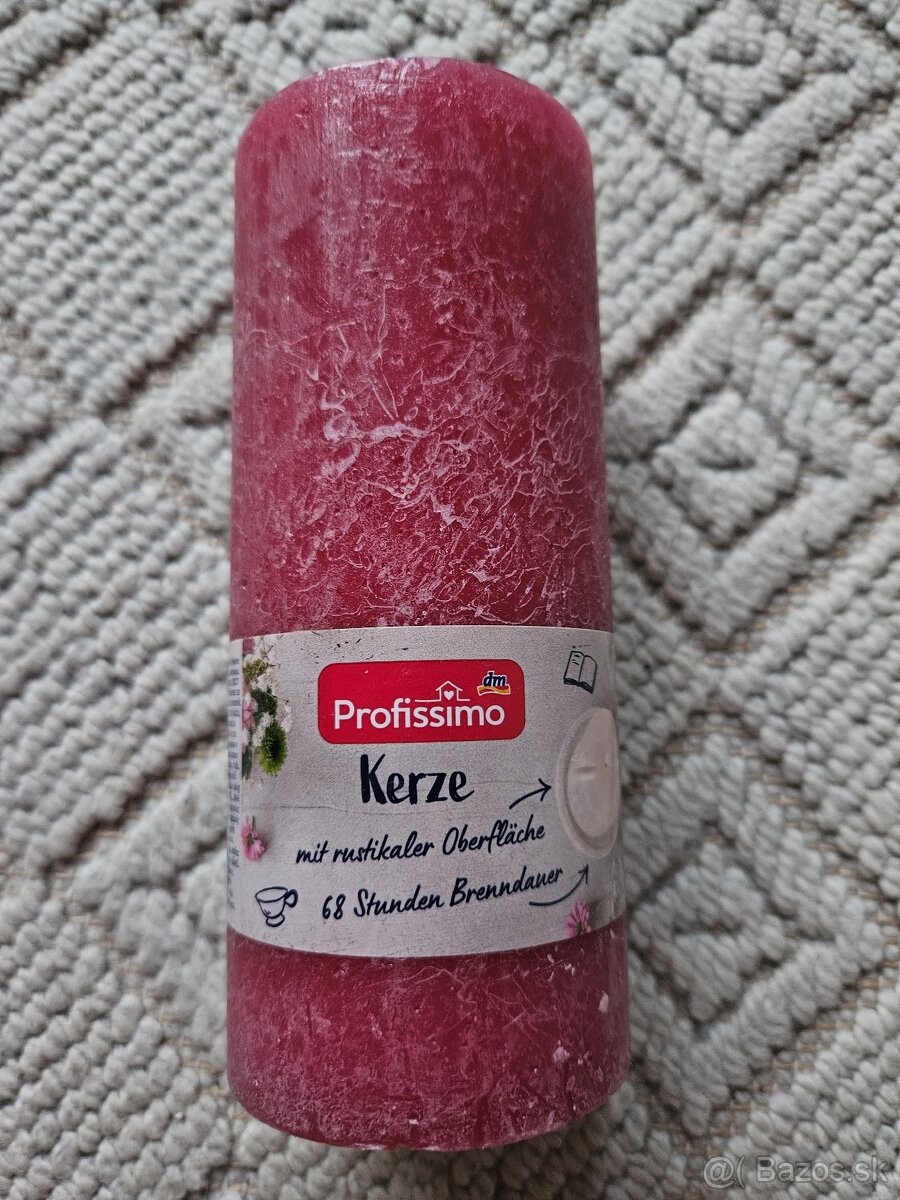 dm
Profissimo
Kerze
mit rustikaler Oberfläche
68 Stunden Brenndauer
@( Bazos.sk